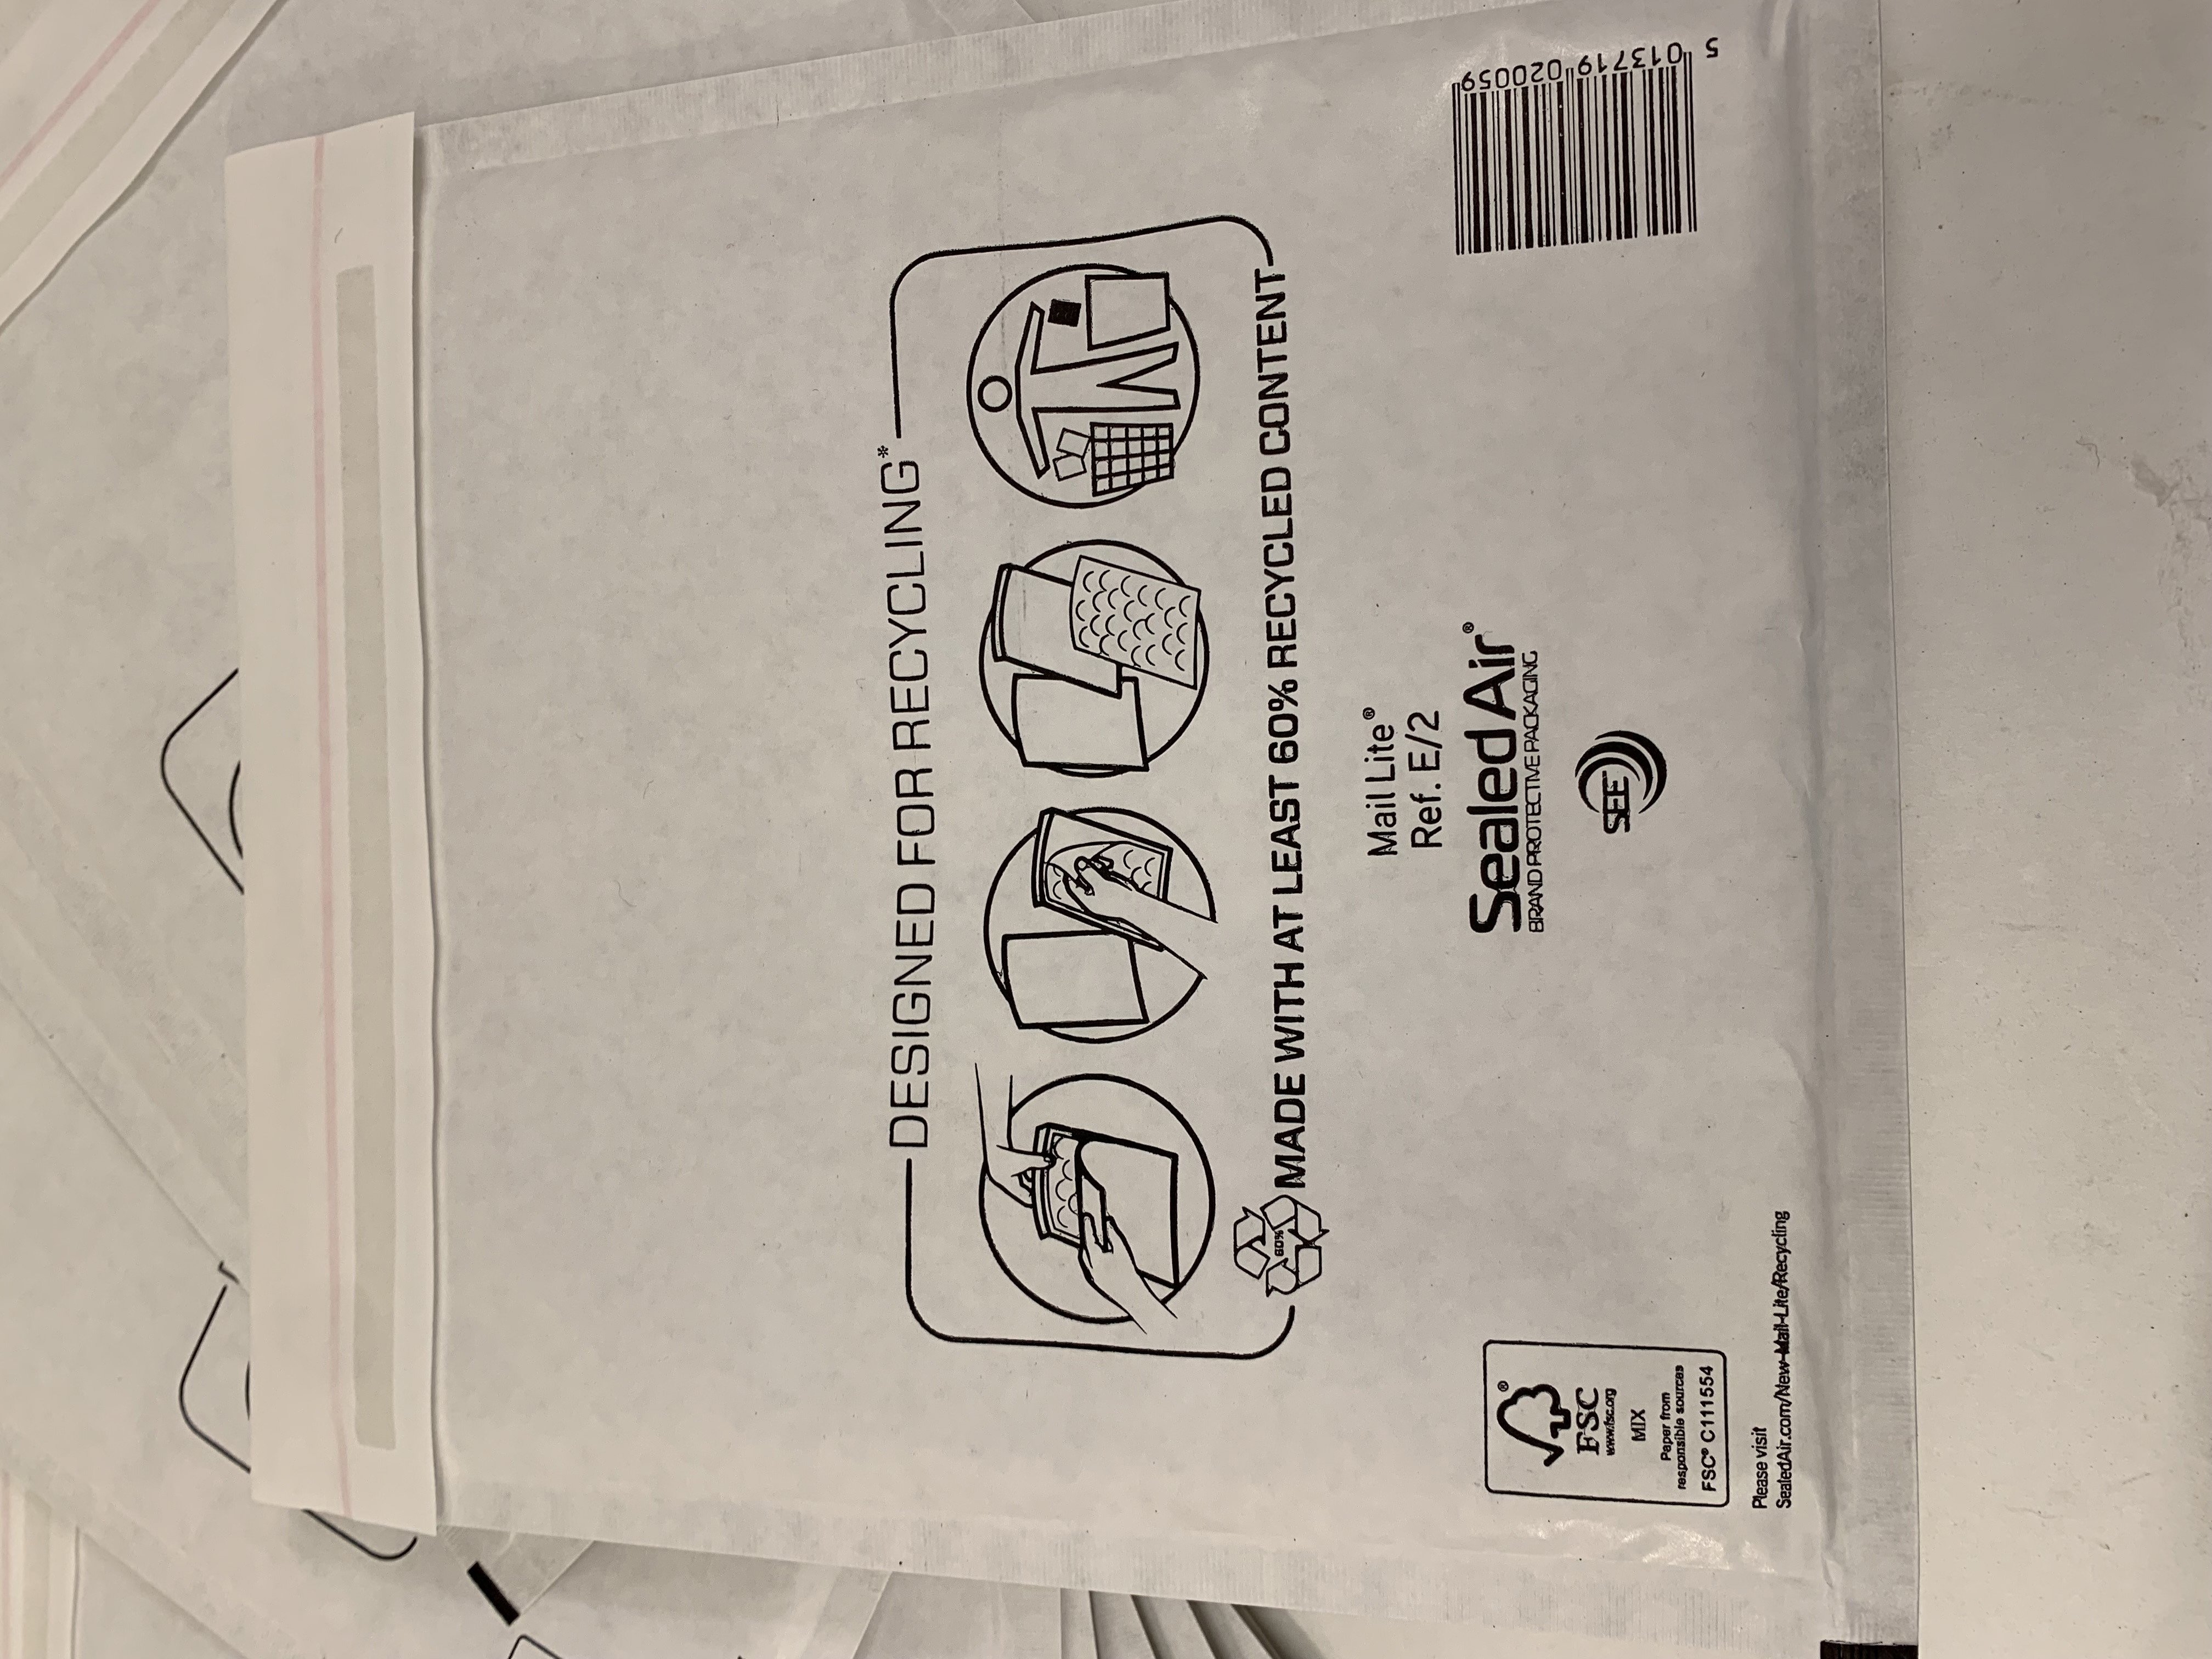 DESIGNED FOR RECYCLING*
60%
MADE WITH AT LEAST 60% RECYCLED CONTENT
Mail Lite®
Ref. E/2
Sealed Air®
BRAND PROTECTIVE PACKAGING
SEE
®
FSC
www.fsc.org
MIX
Paper from
responsible sources
FSC® C111554
Please visit
SealedAir.com/New-Mail-Lite/Recycling
5 013719 020059